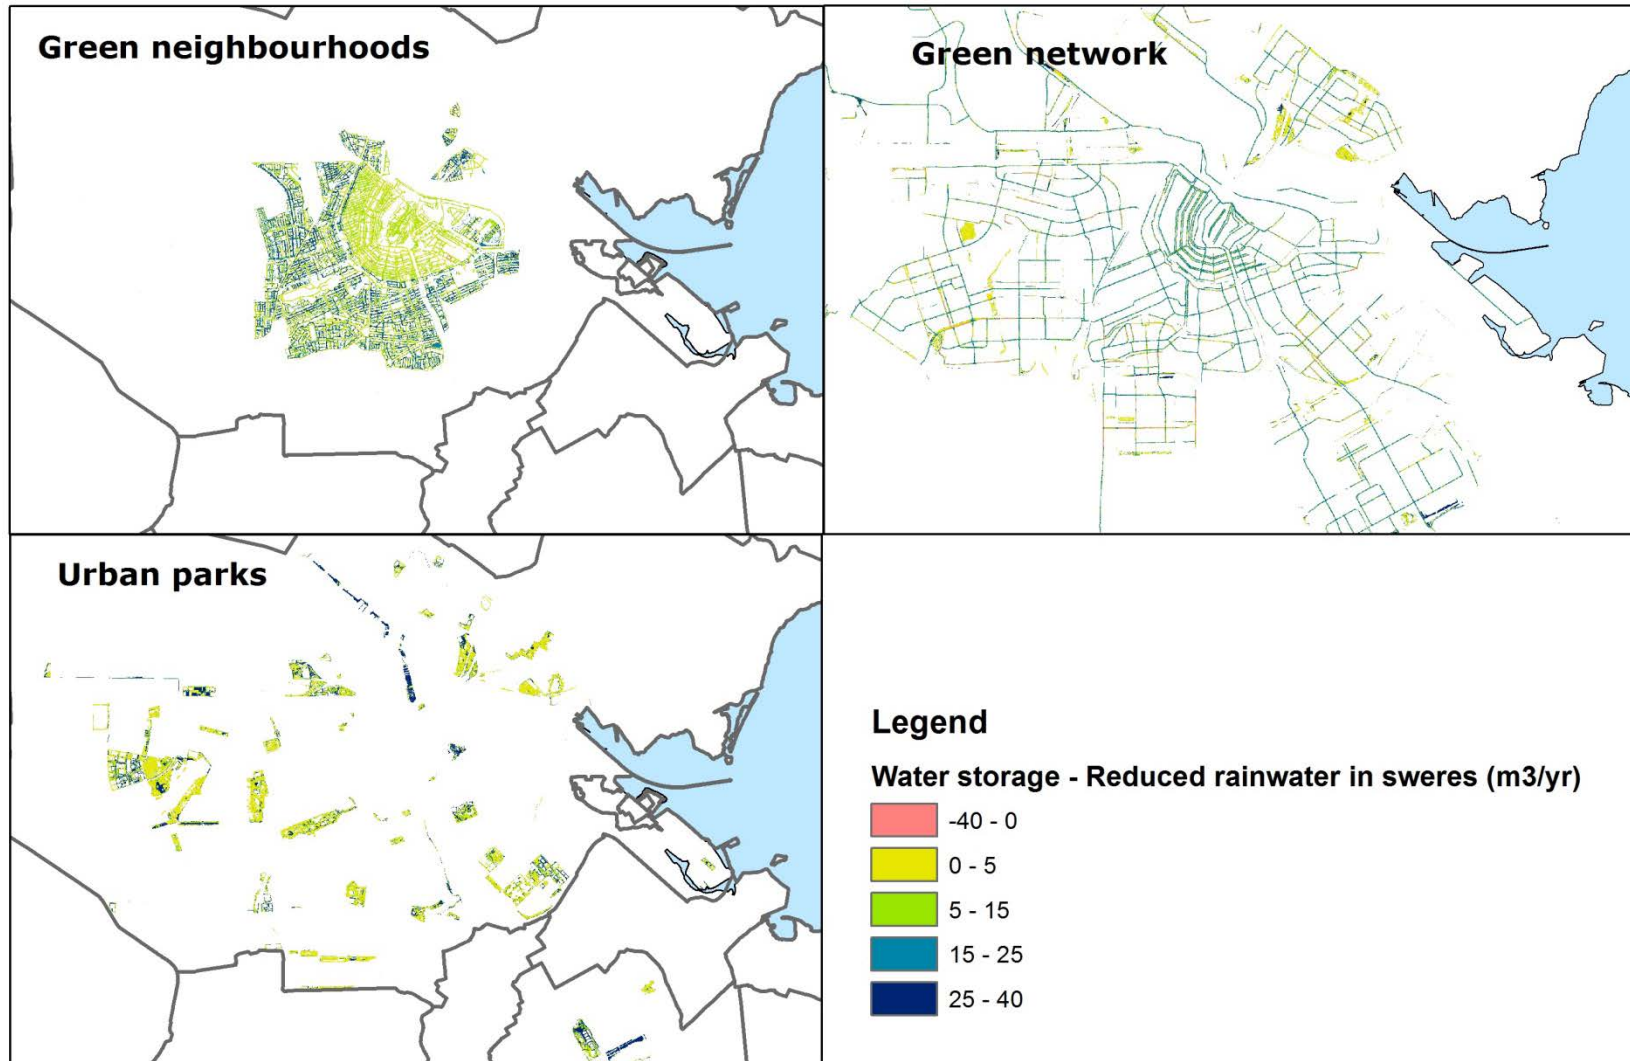 Green neighbourhoods
Green network
Urban parks
Legend
Water storage - Reduced rainwater in sweres (m3/yr)
-40 - 0
0 - 5
5 - 15
15 - 25
25 - 40